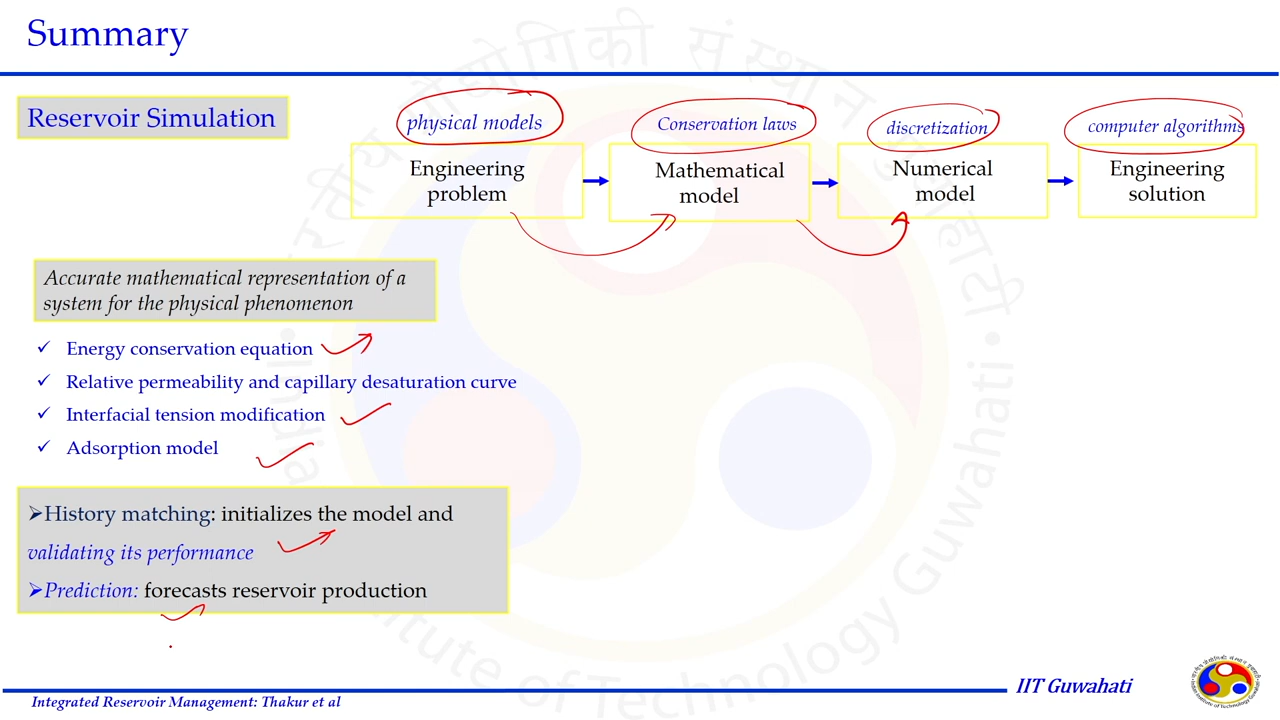 Summary
Reservoir Simulation
physical models
Conservation laws
discretization
computer algorithms
Engineering
problem
Mathematical
model
Numerical
model
Engineering
solution
Accurate mathematical representation of a
system for the physical phenomenon
✓ Energy conservation equation
✓ Relative permeability and capillary desaturation curve
✓ Interfacial tension modification
✓ Adsorption model
➢History matching: initializes the model and
validating its performance
➢Prediction: forecasts reservoir production
Integrated Reservoir Management: Thakur et al
IIT Guwahati